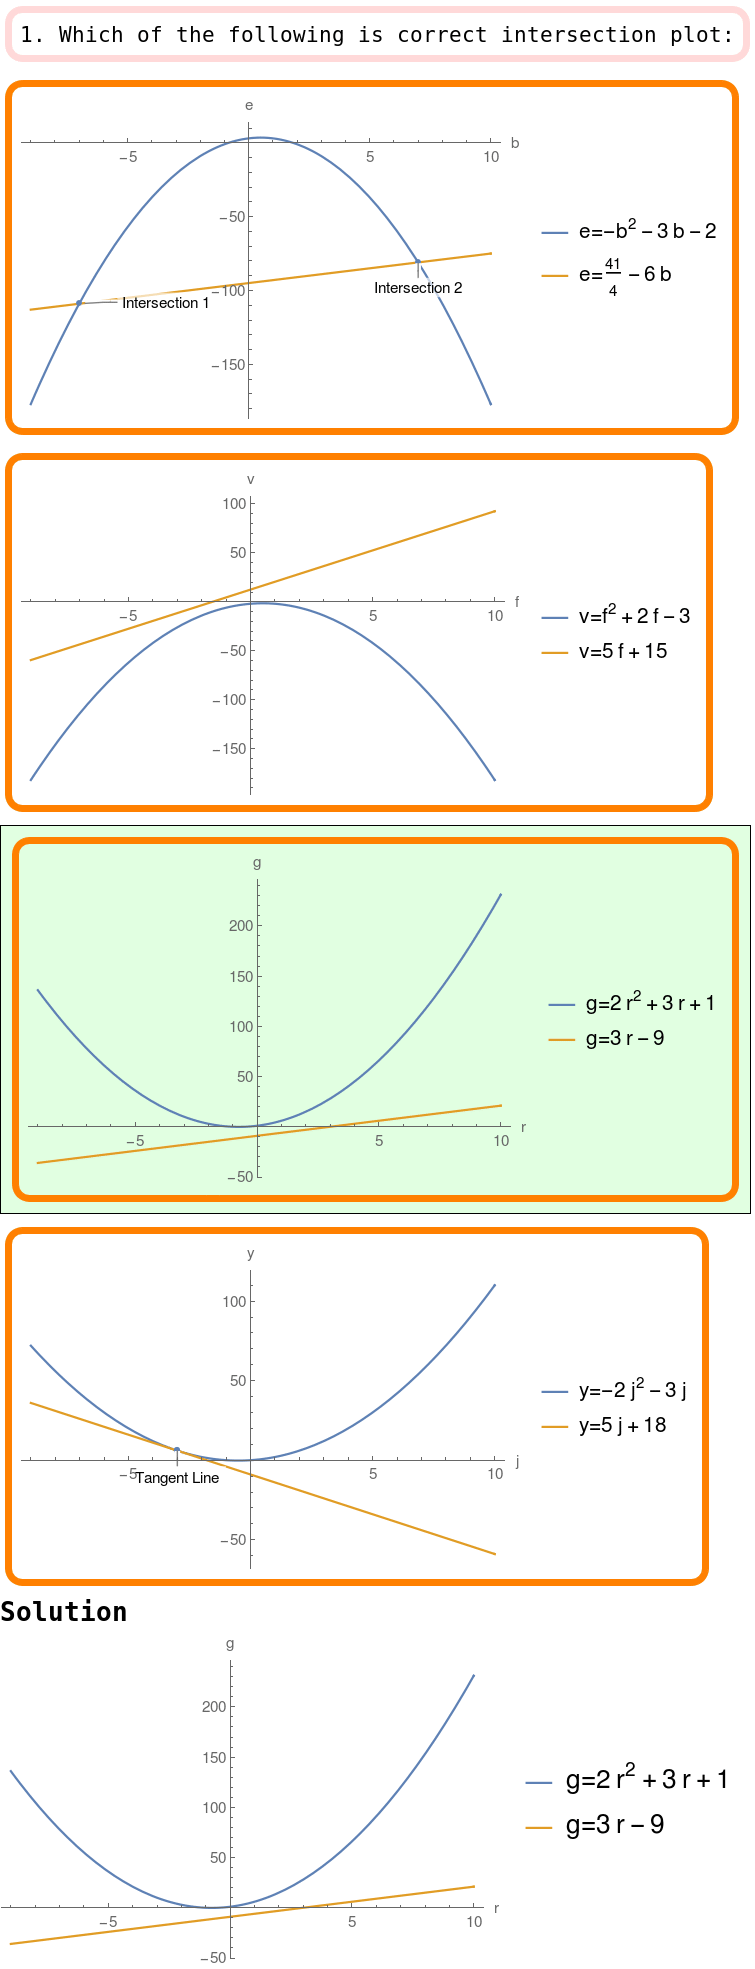 1. Which of the following is correct intersection plot:
e
−5 5 10 b
−50
−100
−150
Intersection 1
Intersection 2
e=−b² − 3 b − 2
e=41/4 − 6 b
v
100
50
−5 5 10 f
−50
−100
−150
v=f² + 2 f − 3
v=5 f + 15
g
200
150
100
50
−5 5 10 r
−50
g=2 r² + 3 r + 1
g=3 r − 9
y
100
50
−5 5 10 j
Tangent Line
−50
y=−2 j² − 3 j
y=5 j + 18
Solution
g
200
150
100
50
−5 5 10 r
−50
g=2 r² + 3 r + 1
g=3 r − 9